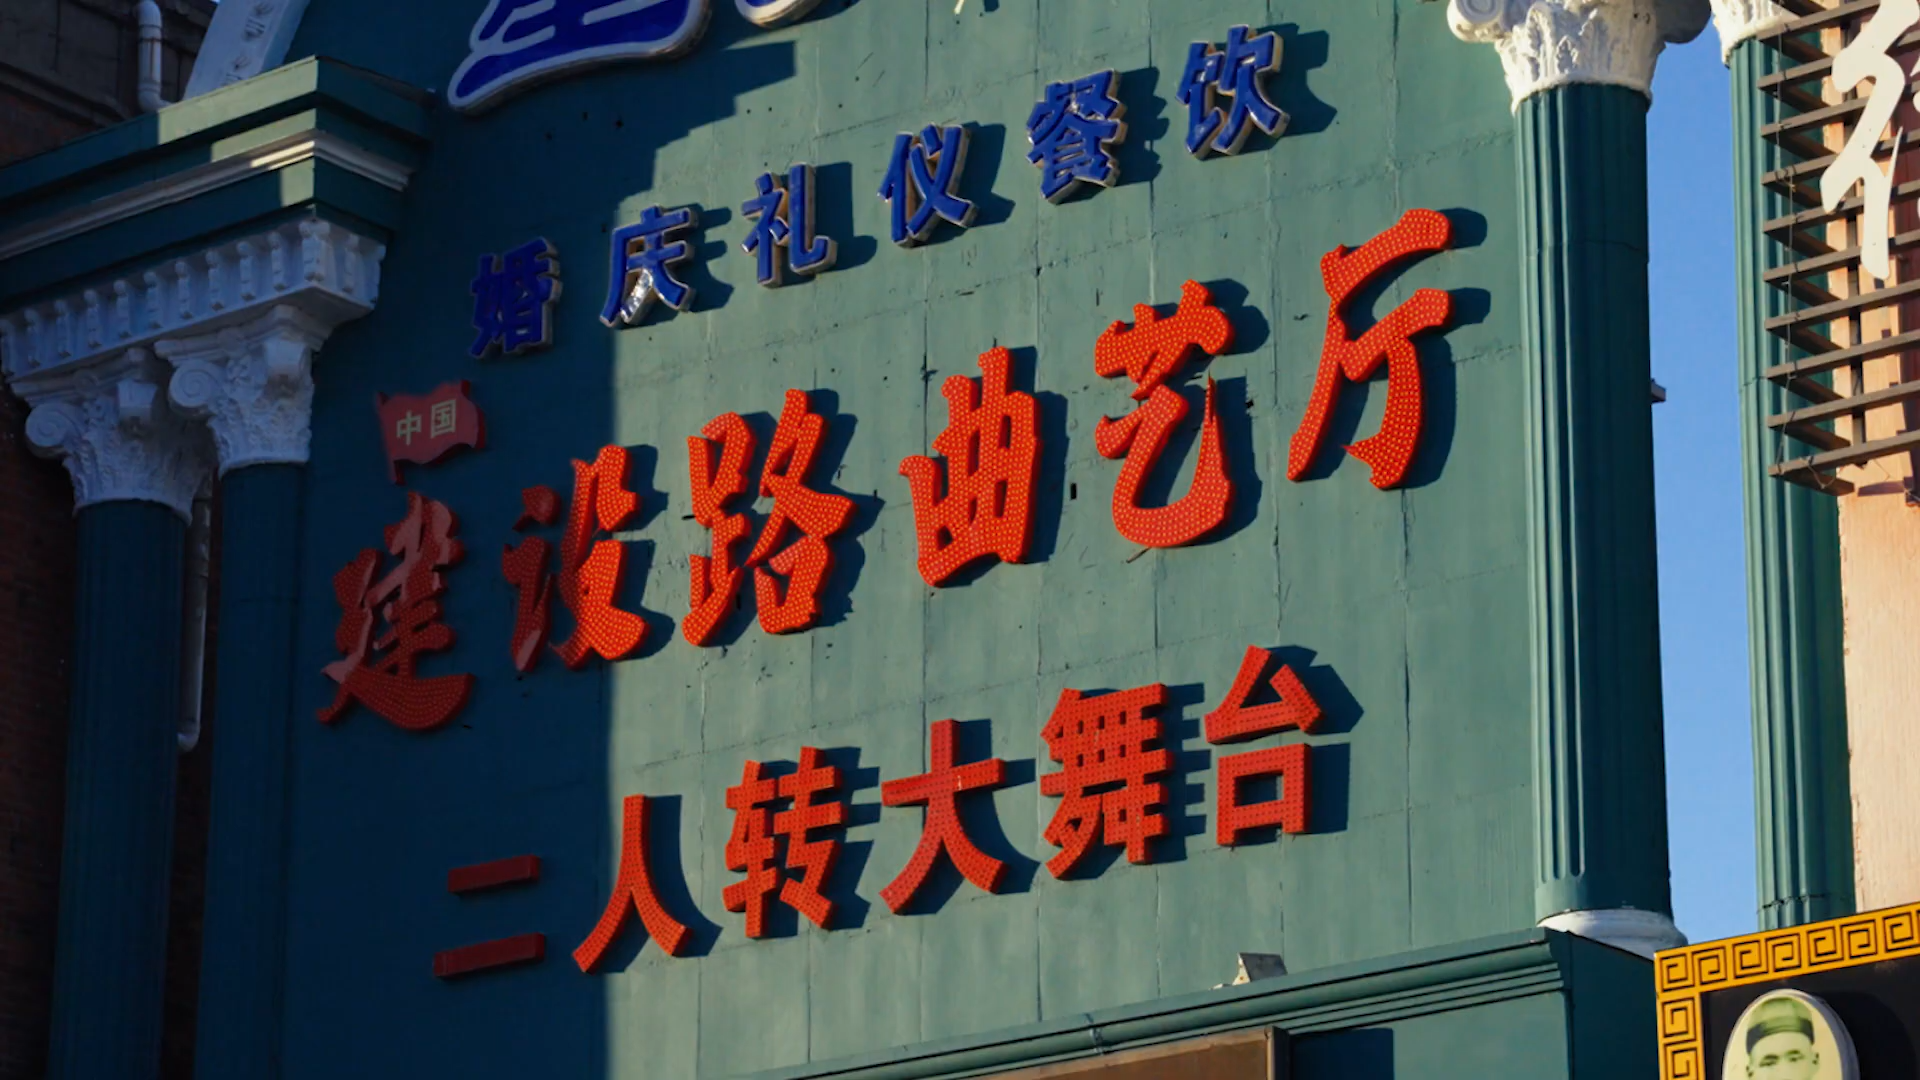 婚庆礼仪餐饮
中国
建设路曲艺厅
二人转大舞台